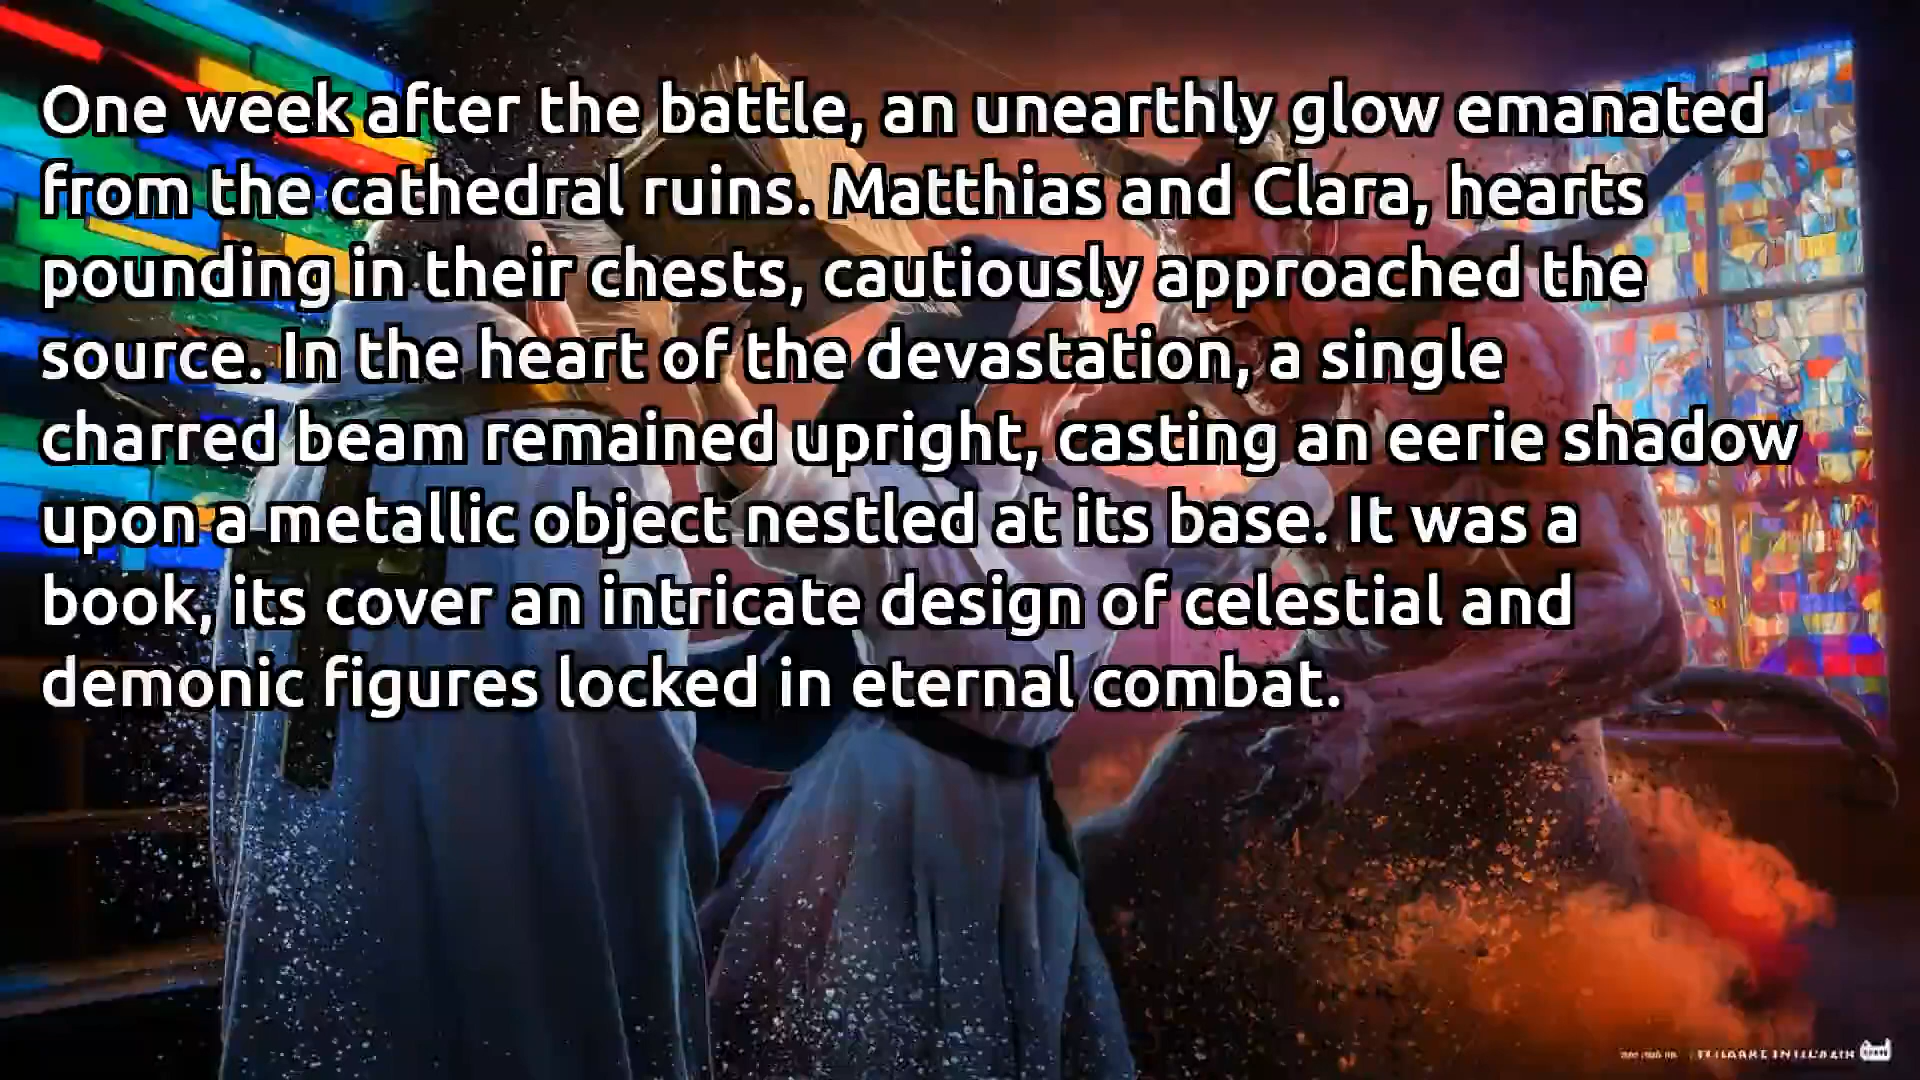 One week after the battle, an unearthly glow emanated
from the cathedral ruins. Matthias and Clara, hearts
pounding in their chests, cautiously approached the
source. In the heart of the devastation, a single
charred beam remained upright, casting an eerie shadow
upon a metallic object nestled at its base. It was a
book, its cover an intricate design of celestial and
demonic figures locked in eternal combat.